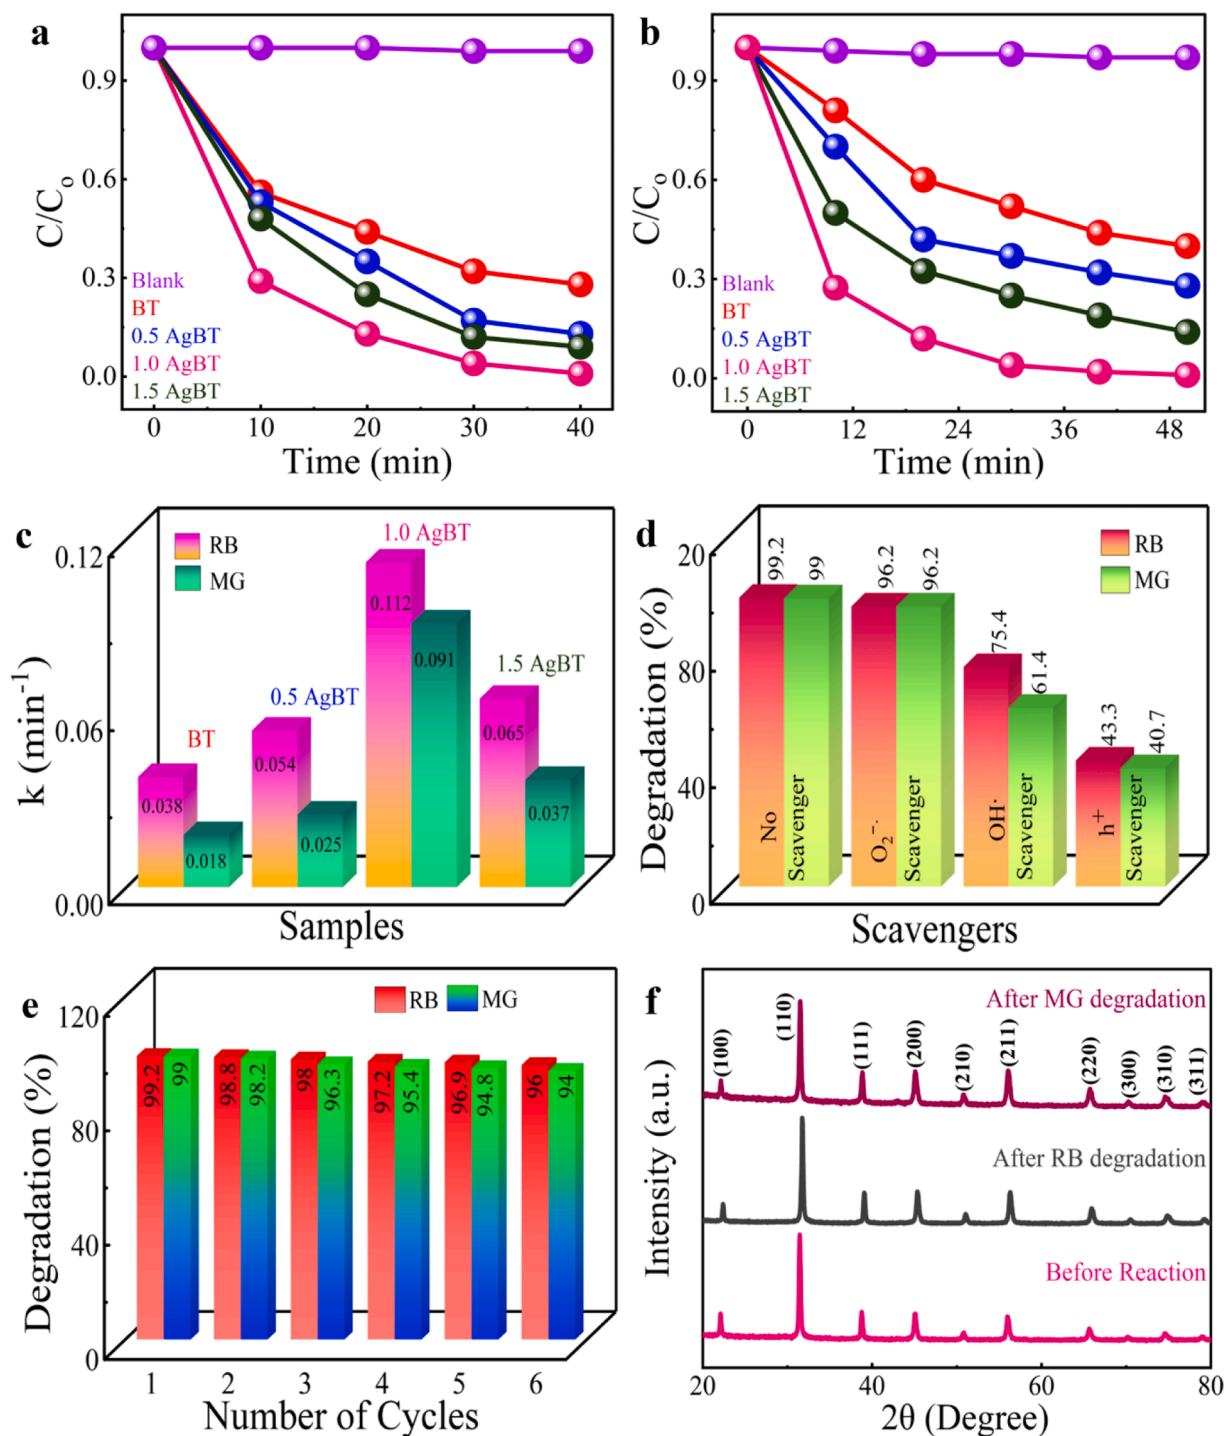 a
C/Co
0.9
0.6
0.3
0.0
Blank
BT
0.5 AgBT
1.0 AgBT
1.5 AgBT
0 10 20 30 40
Time (min)
b
C/Co
0.9
0.6
0.3
0.0
Blank
BT
0.5 AgBT
1.0 AgBT
1.5 AgBT
0 12 24 36 48
Time (min)
c
k (min⁻¹)
0.12
0.06
0.00
RB
MG
BT
0.5 AgBT
1.0 AgBT
1.5 AgBT
0.038
0.018
0.054
0.025
0.112
0.091
0.065
0.037
Samples
d
Degradation (%)
20
80
40
0
RB
MG
99.2
99
96.2
96.2
75.4
61.4
43.3
40.7
No
Scavenger
O₂⁻·
Scavenger
OH·
Scavenger
h⁺
Scavenger
Scavengers
e
Degradation (%)
120
80
40
0
RB
MG
99.2
99
98.8
98.2
98
96.3
97.2
95.4
96.9
94.8
96
94
1 2 3 4 5 6
Number of Cycles
f
Intensity (a.u.)
After MG degradation
(100)
(110)
(111)
(200)
(210)
(211)
(220)
(300)
(310)
(311)
After RB degradation
Before Reaction
20 40 60 80
2θ (Degree)